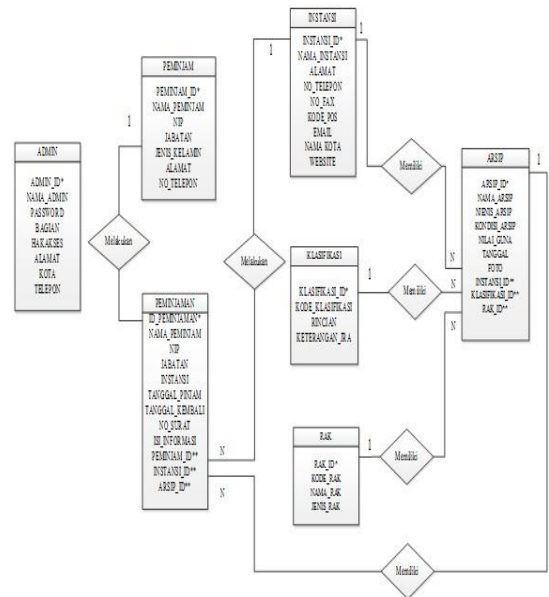 INSTANSI
INSTANSI_ID*
NAMA_INSTANSI
ALAMAT
NO_TELEPON
NO_FAX
KODE_POS
EMAIL
NAMA KOTA
WEBSITE
1
1
PEMINJAM
PEMINJAM_ID*
NAMA_PEMINJAM
NIP
JABATAN
JENIS_KELAMIN
ALAMAT
NO_TELEPON
1
ADMIN
ADMIN_ID*
NAMA_ADMIN
PASSWORD
BAGIAN
HAKAKSES
ALAMAT
KOTA
TELEPON
Melakukan
Melakukan
Memiliki
ARSIP
ARSIP_ID*
NAMA_ARSIP
NJENIS_ARSIP
KONDISI_ARSIP
NILAI_GUNA
TANGGAL
FOTO
INSTANSI_ID**
KLASIFIKASI_ID**
RAK_ID**
1
N
N
N
KLASIFIKASI
KLASIFIKASI_ID*
KODE_KLASIFIKASI
RINCIAN
KETERANGAN_JRA
1
Memiliki
PEMINJAMAN
ID_PEMINJAMAN*
NAMA_PEMINJAM
NIP
JABATAN
INSTANSI
TANGGAL_PINJAM
TANGGAL_KEMBALI
NO_SURAT
ISI_INFORMASI
PEMINJAM_ID**
INSTANSI_ID**
ARSIP_ID**
N
N
RAK
RAK_ID*
KODE_RAK
NAMA_RAK
JENIS_RAK
1
Memiliki
Memiliki